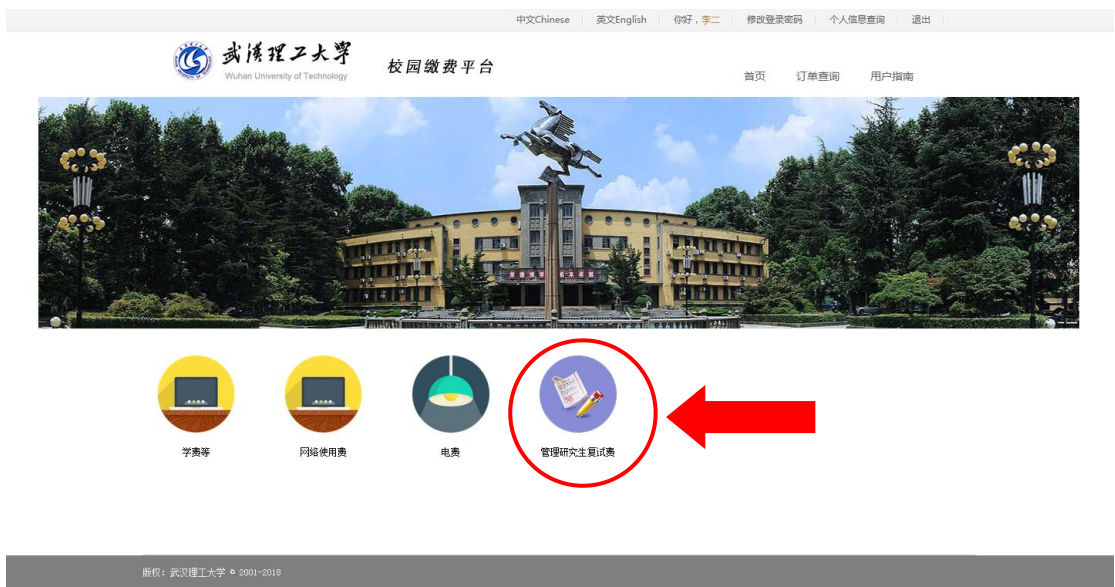 中文Chinese 英文English 你好，李二 修改登录密码 个人信息查询 退出
武汉理工大学
Wuhan University of Technology
校园缴费平台
首页 订单查询 用户指南
学费等 网络使用费 电费 管理研究生复试费
版权：武汉理工大学 © 2001-2018